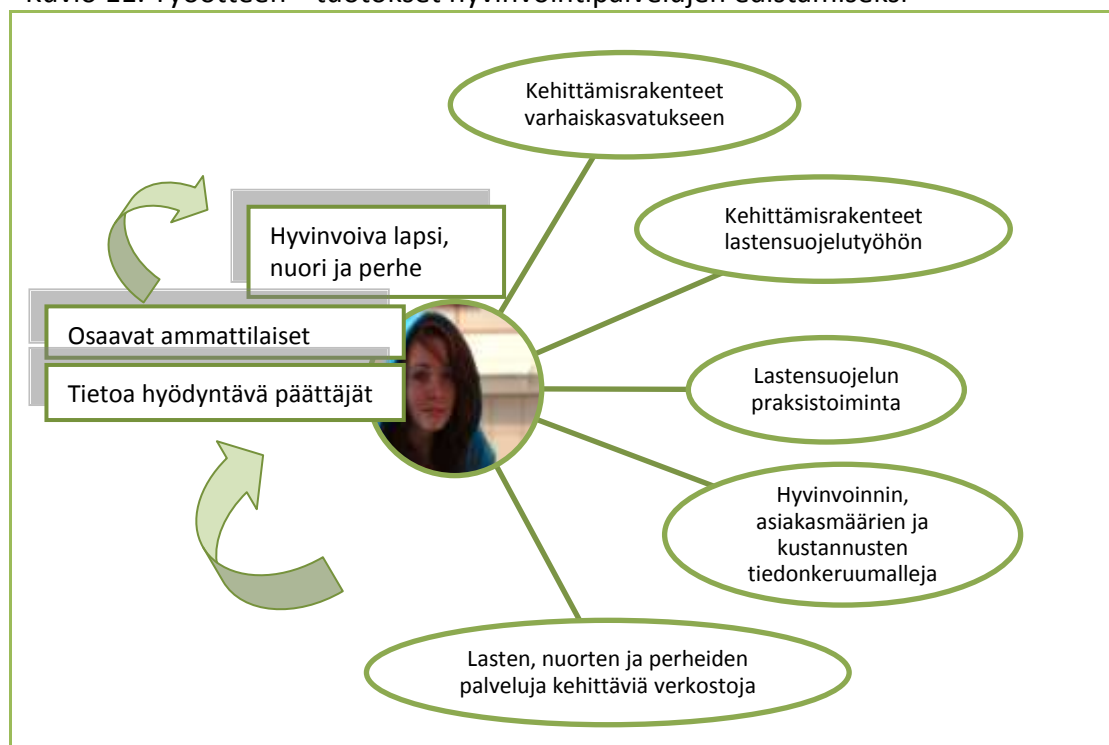 Kehittämisrakenteet
varhaiskasvatukseen
Kehittämisrakenteet
lastensuojelutyöhön
Hyvinvoiva lapsi,
nuori ja perhe
Osaavat ammattilaiset
Tietoa hyödyntävä päättäjät
Lastensuojelun
praksistoiminta
Hyvinvoinnin,
asiakasmäärien ja
kustannusten
tiedonkeruumalleja
Lasten, nuorten ja perheiden
palveluja kehittäviä verkostoja